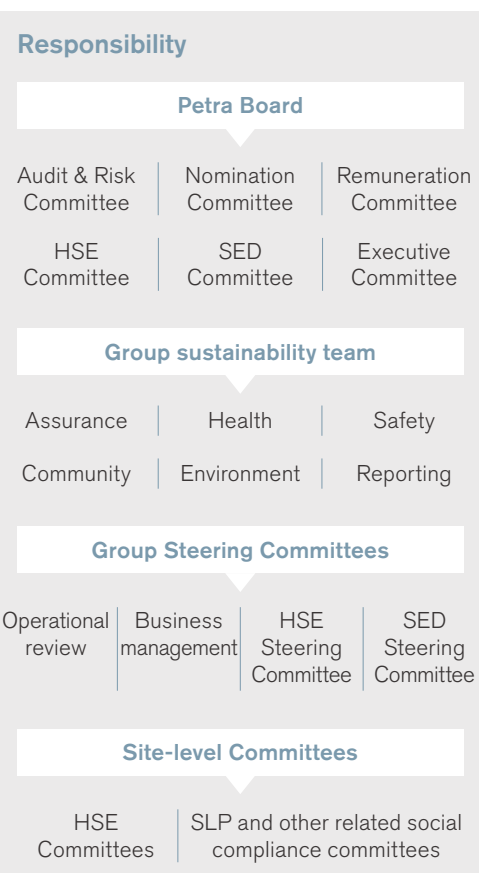 Responsibility
Petra Board
Audit & Risk Committee
Nomination Committee
Remuneration Committee
HSE Committee
SED Committee
Executive Committee
Group sustainability team
Assurance
Health
Safety
Community
Environment
Reporting
Group Steering Committees
Operational review
Business management
HSE Steering Committee
SED Steering Committee
Site-level Committees
HSE Committees
SLP and other related social compliance committees